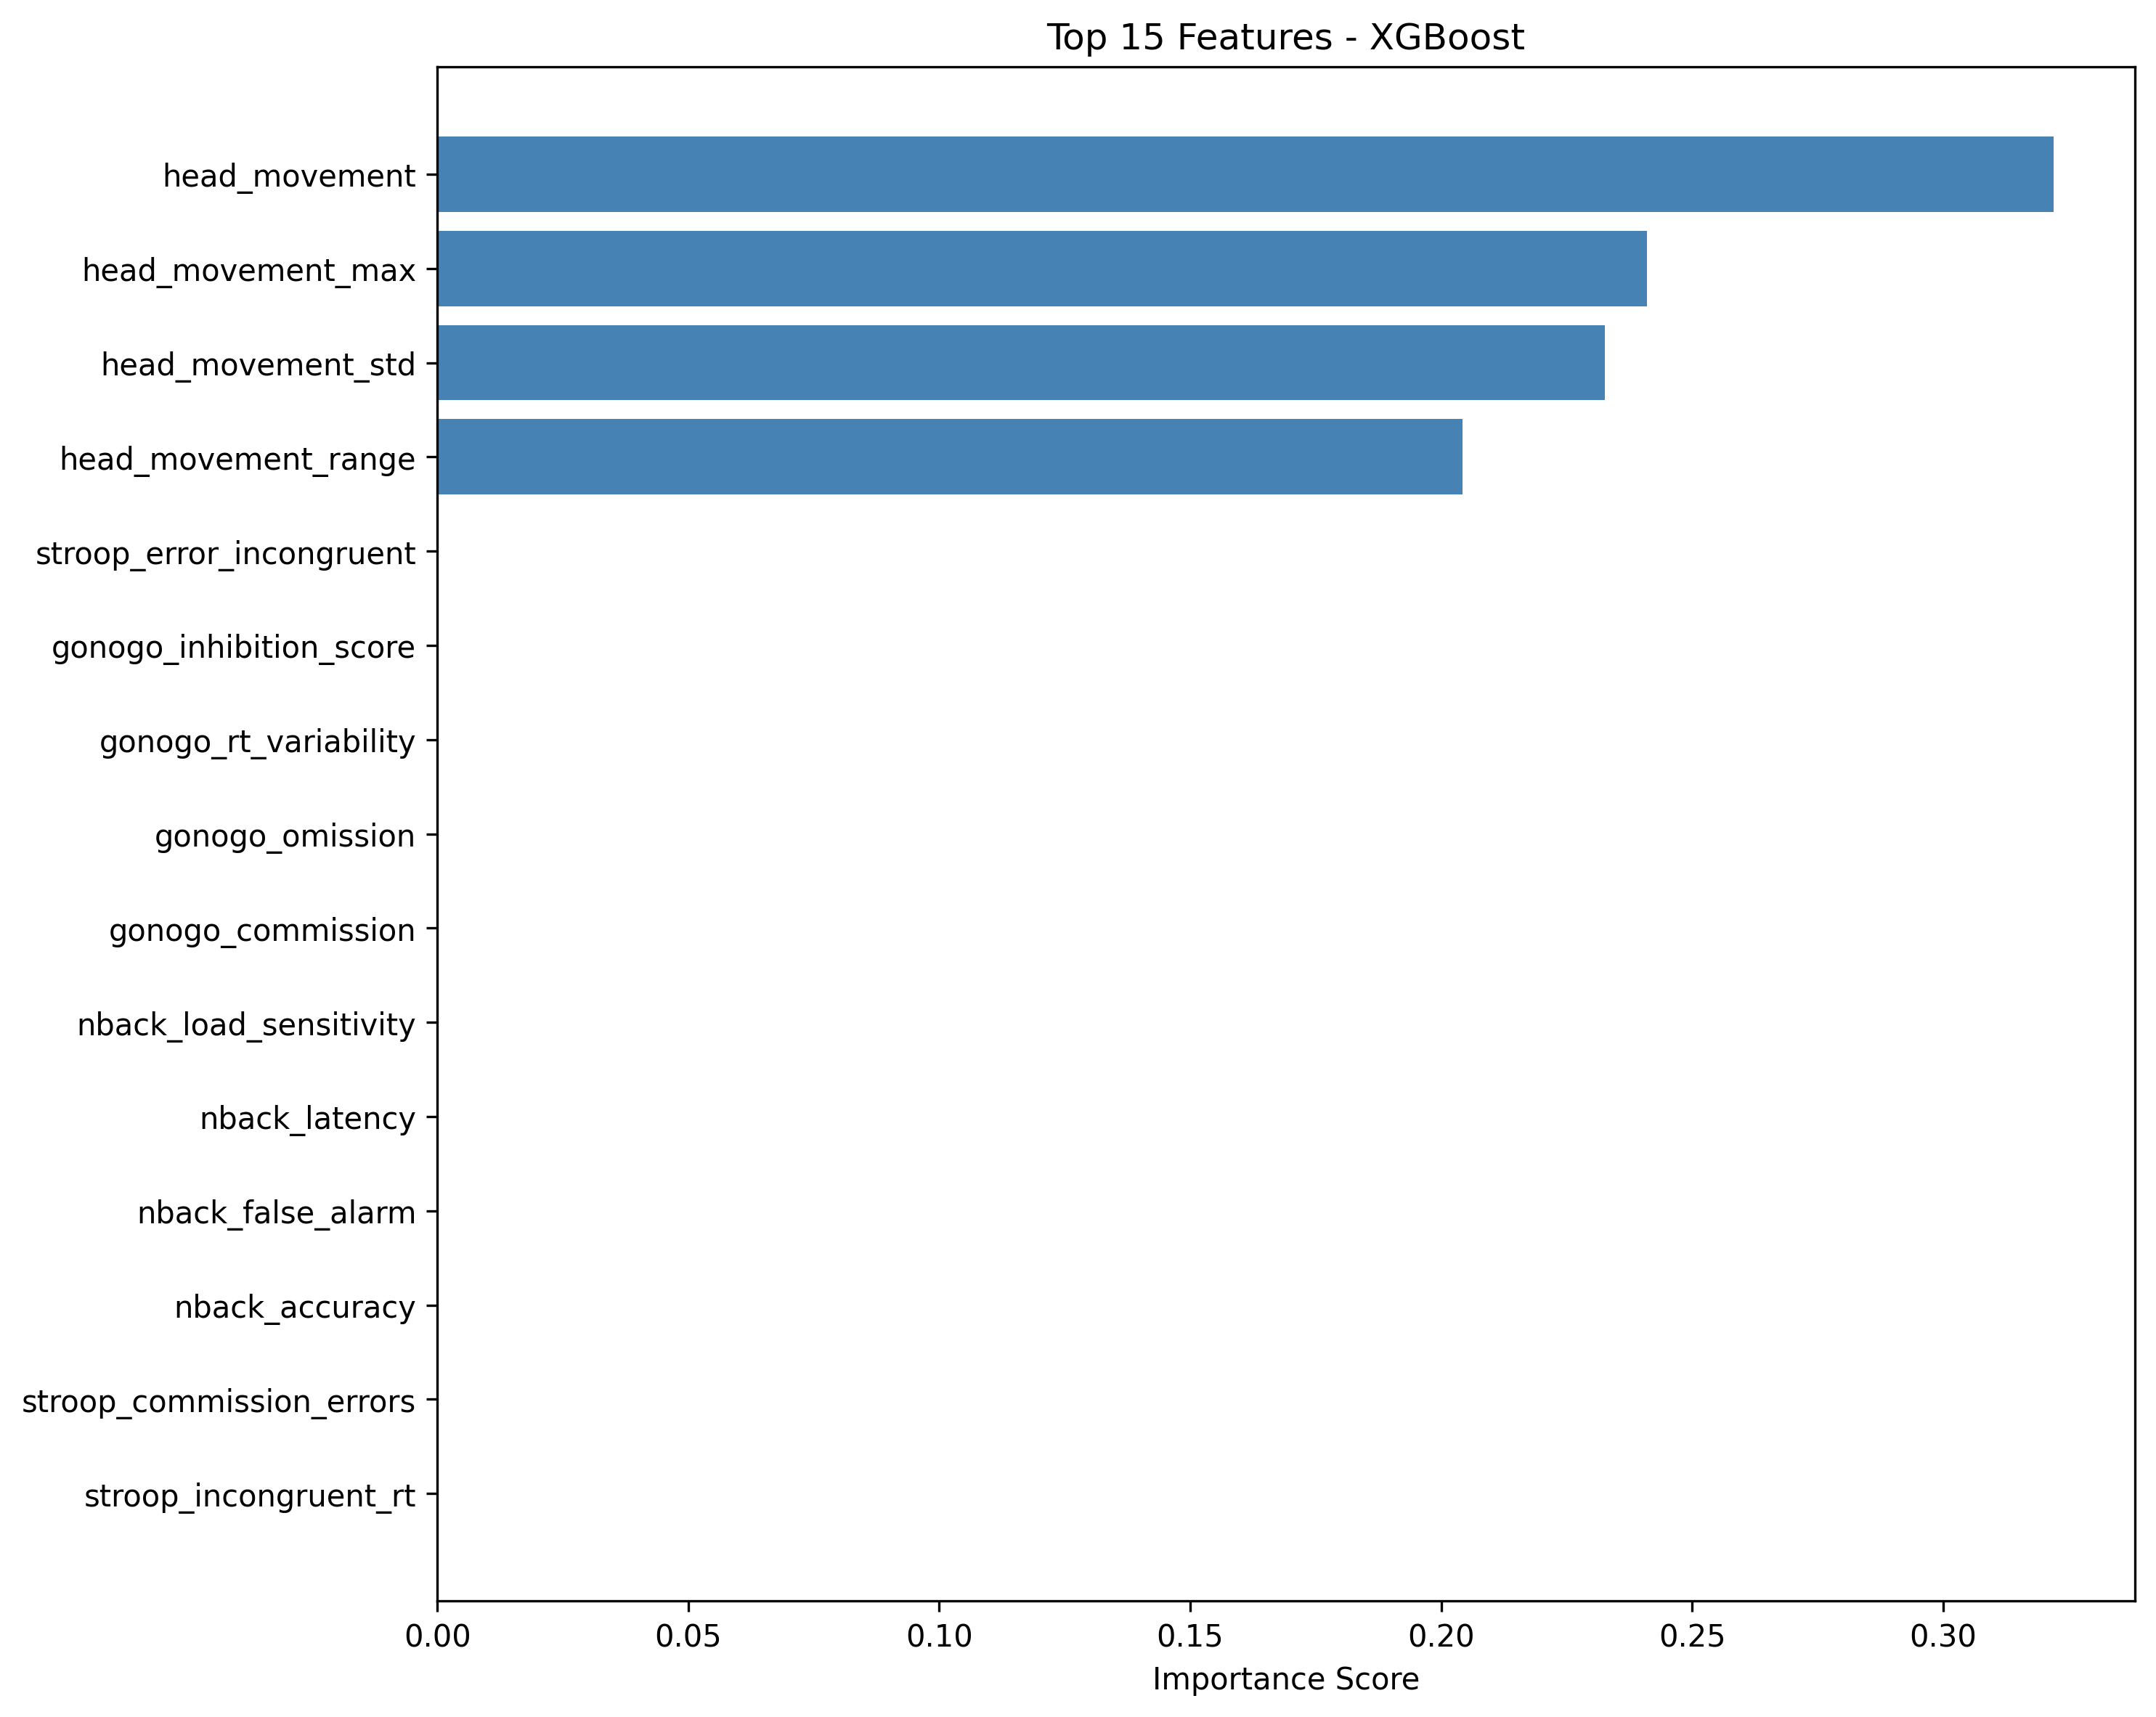 Top 15 Features - XGBoost
head_movement
head_movement_max
head_movement_std
head_movement_range
stroop_error_incongruent
gonogo_inhibition_score
gonogo_rt_variability
gonogo_omission
gonogo_commission
nback_load_sensitivity
nback_latency
nback_false_alarm
nback_accuracy
stroop_commission_errors
stroop_incongruent_rt
0.00 0.05 0.10 0.15 0.20 0.25 0.30
Importance Score